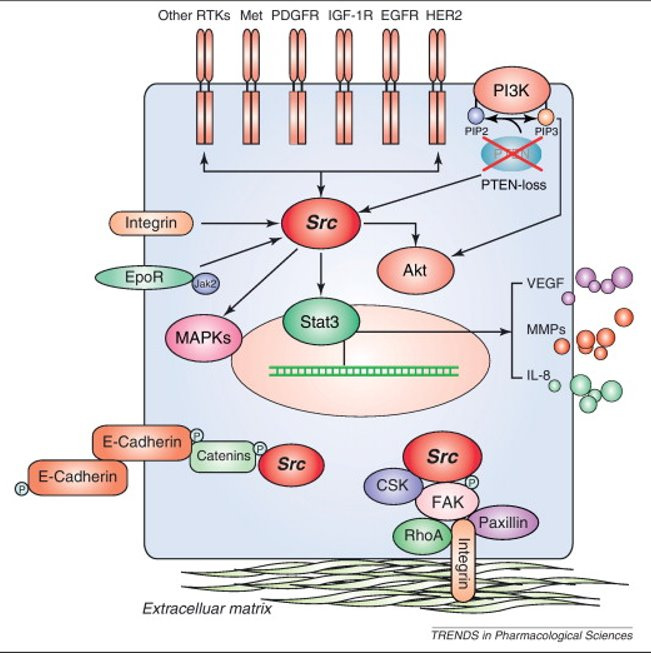 Other RTKs Met PDGFR IGF-1R EGFR HER2
PI3K
PIP2 PIP3
PTEN
PTEN-loss
Integrin
Src
EpoR
Jak2
Akt
VEGF
Stat3
MAPKs
MMPs
IL-8
E-Cadherin
P
Catenins
P
Src
E-Cadherin
P
Src
CSK
P
FAK
Paxillin
RhoA
Integrin
Extracelluar matrix
TRENDS in Pharmacological Sciences